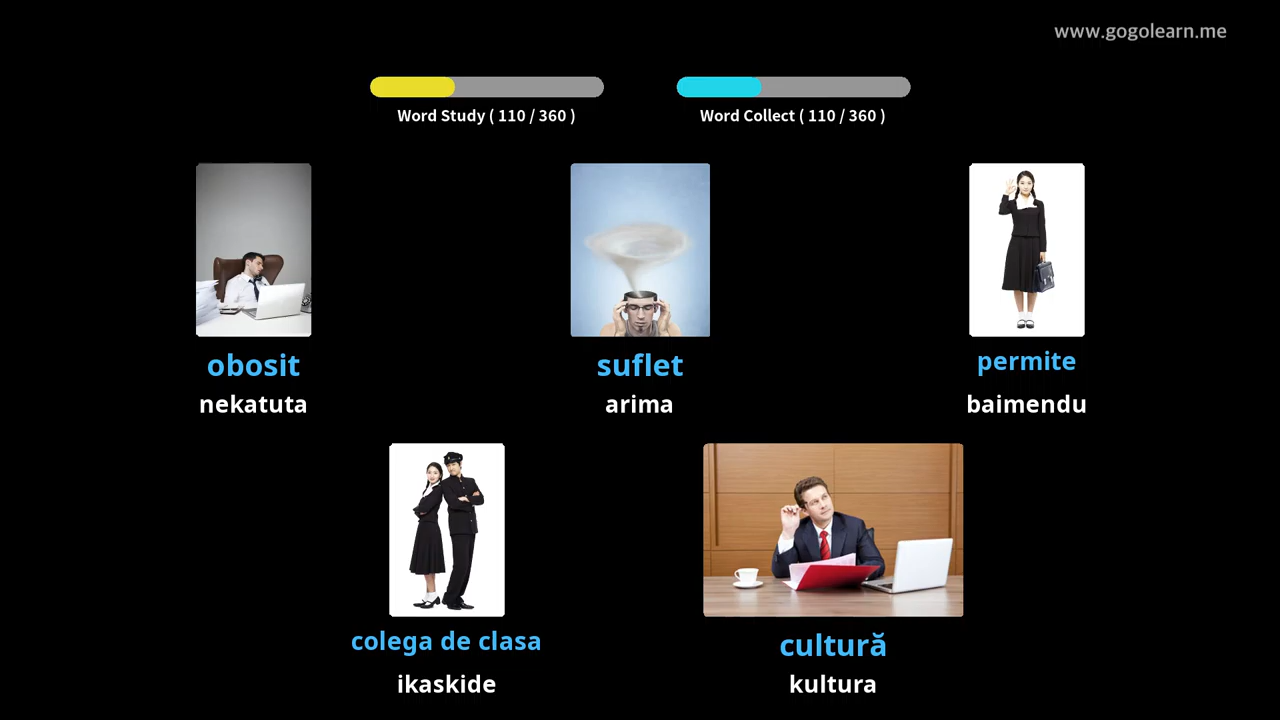 www.gogolearn.me
Word Study ( 110 / 360 )
Word Collect ( 110 / 360 )
obosit
nekatuta
suflet
arima
permite
baimendu
colega de clasa
ikaskide
cultură
kultura